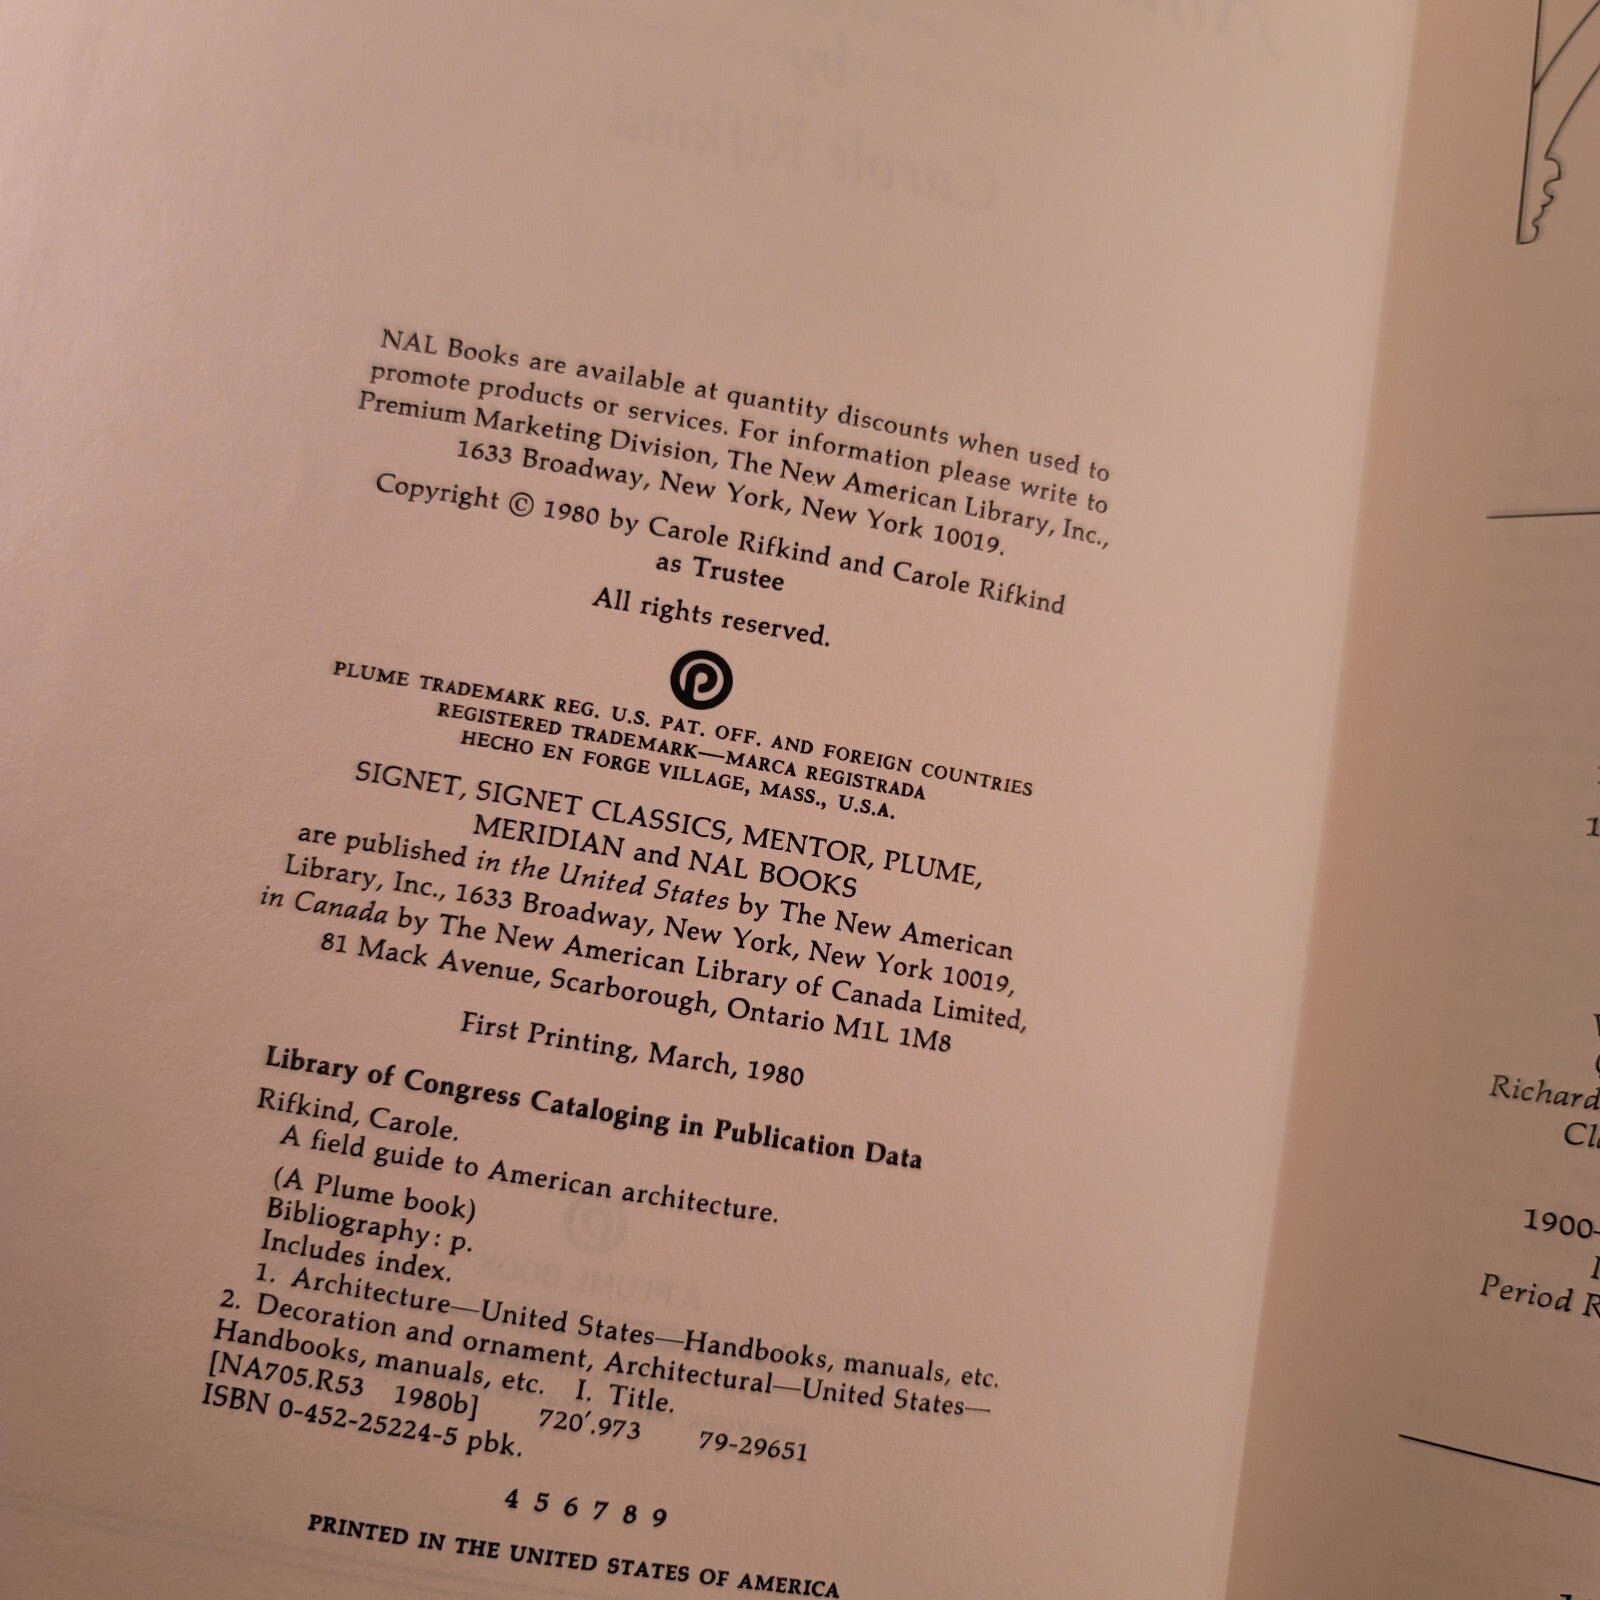 NAL Books are available at quantity discounts when used to
promote products or services. For information please write to
Premium Marketing Division, The New American Library, Inc.,
1633 Broadway, New York, New York 10019.
Copyright © 1980 by Carole Rifkind and Carole Rifkind
as Trustee
All rights reserved.
P
PLUME TRADEMARK REG. U.S. PAT. OFF. AND FOREIGN COUNTRIES
REGISTERED TRADEMARK—MARCA REGISTRADA
HECHO EN FORGE VILLAGE, MASS., U.S.A.
SIGNET, SIGNET CLASSICS, MENTOR, PLUME,
MERIDIAN and NAL BOOKS
are published in the United States by The New American
Library, Inc., 1633 Broadway, New York, New York 10019,
in Canada by The New American Library of Canada Limited,
81 Mack Avenue, Scarborough, Ontario M1L 1M8
First Printing, March, 1980
Library of Congress Cataloging in Publication Data
Rifkind, Carole.
A field guide to American architecture.
(A Plume book)
Bibliography: p.
Includes index.
1. Architecture—United States—Handbooks, manuals, etc.
2. Decoration and ornament, Architectural—United States—
Handbooks, manuals, etc. I. Title.
[NA705.R53 1980b] 720′.973 79-29651
ISBN 0-452-25224-5 pbk.
4 5 6 7 8 9
PRINTED IN THE UNITED STATES OF AMERICA
Richard
1900-
Period R